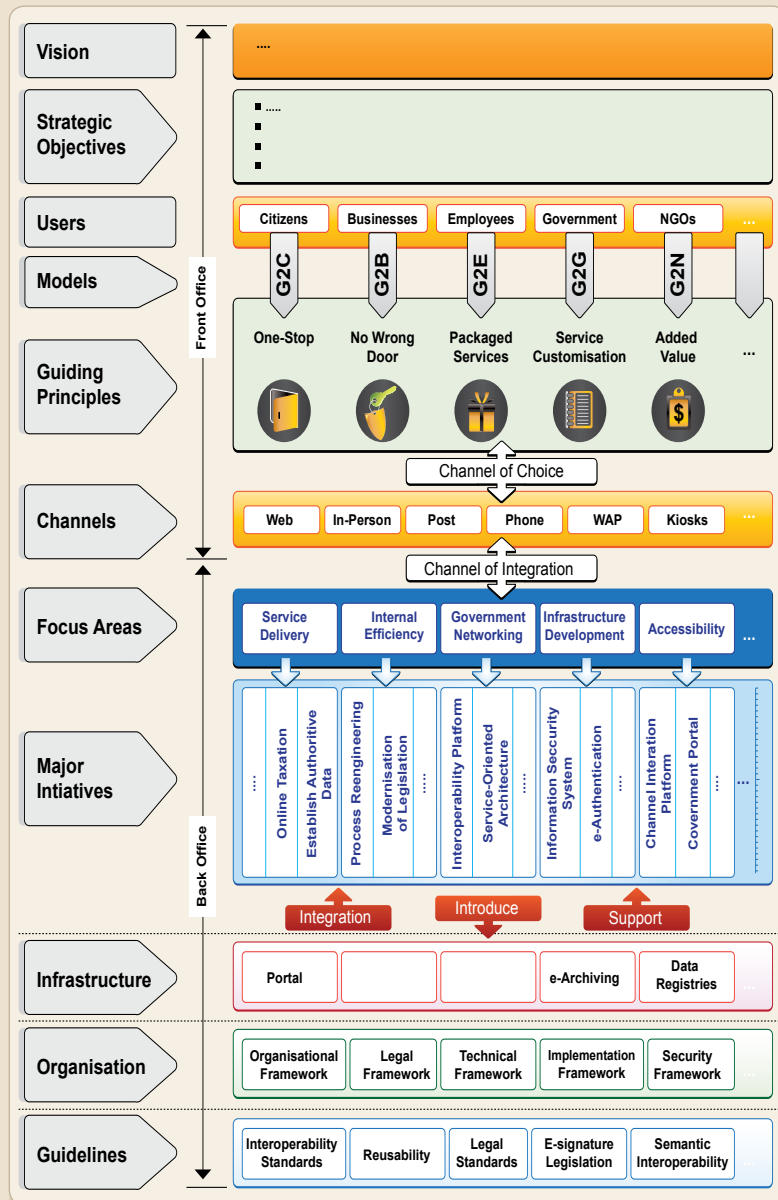 Vision
....
Strategic
Objectives
.....
Users
Citizens
Businesses
Employees
Government
NGOs
...
Models
G2C
G2B
G2E
G2G
G2N
Front Office
Guiding
Principles
One-Stop
No Wrong
Door
Packaged
Services
Service
Customisation
Added
Value
...
$
Channel of Choice
Channels
Web
In-Person
Post
Phone
WAP
Kiosks
...
Channel of Integration
Focus Areas
Service
Delivery
Internal
Efficiency
Government
Networking
Infrastructure
Development
Accessibility
...
Major
Intiatives
....
Online Taxation
Establish Authoritive
Data
Process Reengineering
Modernisation
of Legislation
.....
Interoperability Platform
Service-Oriented
Architecture
.....
Information Seccurity
System
e-Authentication
....
Channel Interation
Platform
Covernment Portal
....
...
Back Office
Integration
Introduce
Support
Infrastructure
Portal
e-Archiving
Data
Registries
...
Organisation
Organisational
Framework
Legal
Framework
Technical
Framework
Implementation
Framework
Security
Framework
...
Guidelines
Interoperability
Standards
Reusability
Legal
Standards
E-signature
Legislation
Semantic
Interoperability
...